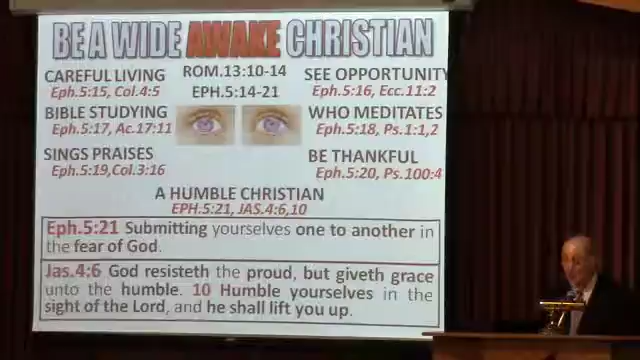 BE A WIDE AWAKE CHRISTIAN
CAREFUL LIVING
Eph.5:15, Col.4:5
ROM.13:10-14
EPH.5:14-21
SEE OPPORTUNITY
Eph.5:16, Ecc.11:2
BIBLE STUDYING
Eph.5:17, Ac.17:11
WHO MEDITATES
Eph.5:18, Ps.1:1,2
SINGS PRAISES
Eph.5:19,Col.3:16
BE THANKFUL
Eph.5:20, Ps.100:4
A HUMBLE CHRISTIAN
EPH.5:21, JAS.4:6,10
Eph.5:21 Submitting yourselves one to another in
the fear of God.
Jas.4:6 God resisteth the proud, but giveth grace
unto the humble. 10 Humble yourselves in the
sight of the Lord, and he shall lift you up.